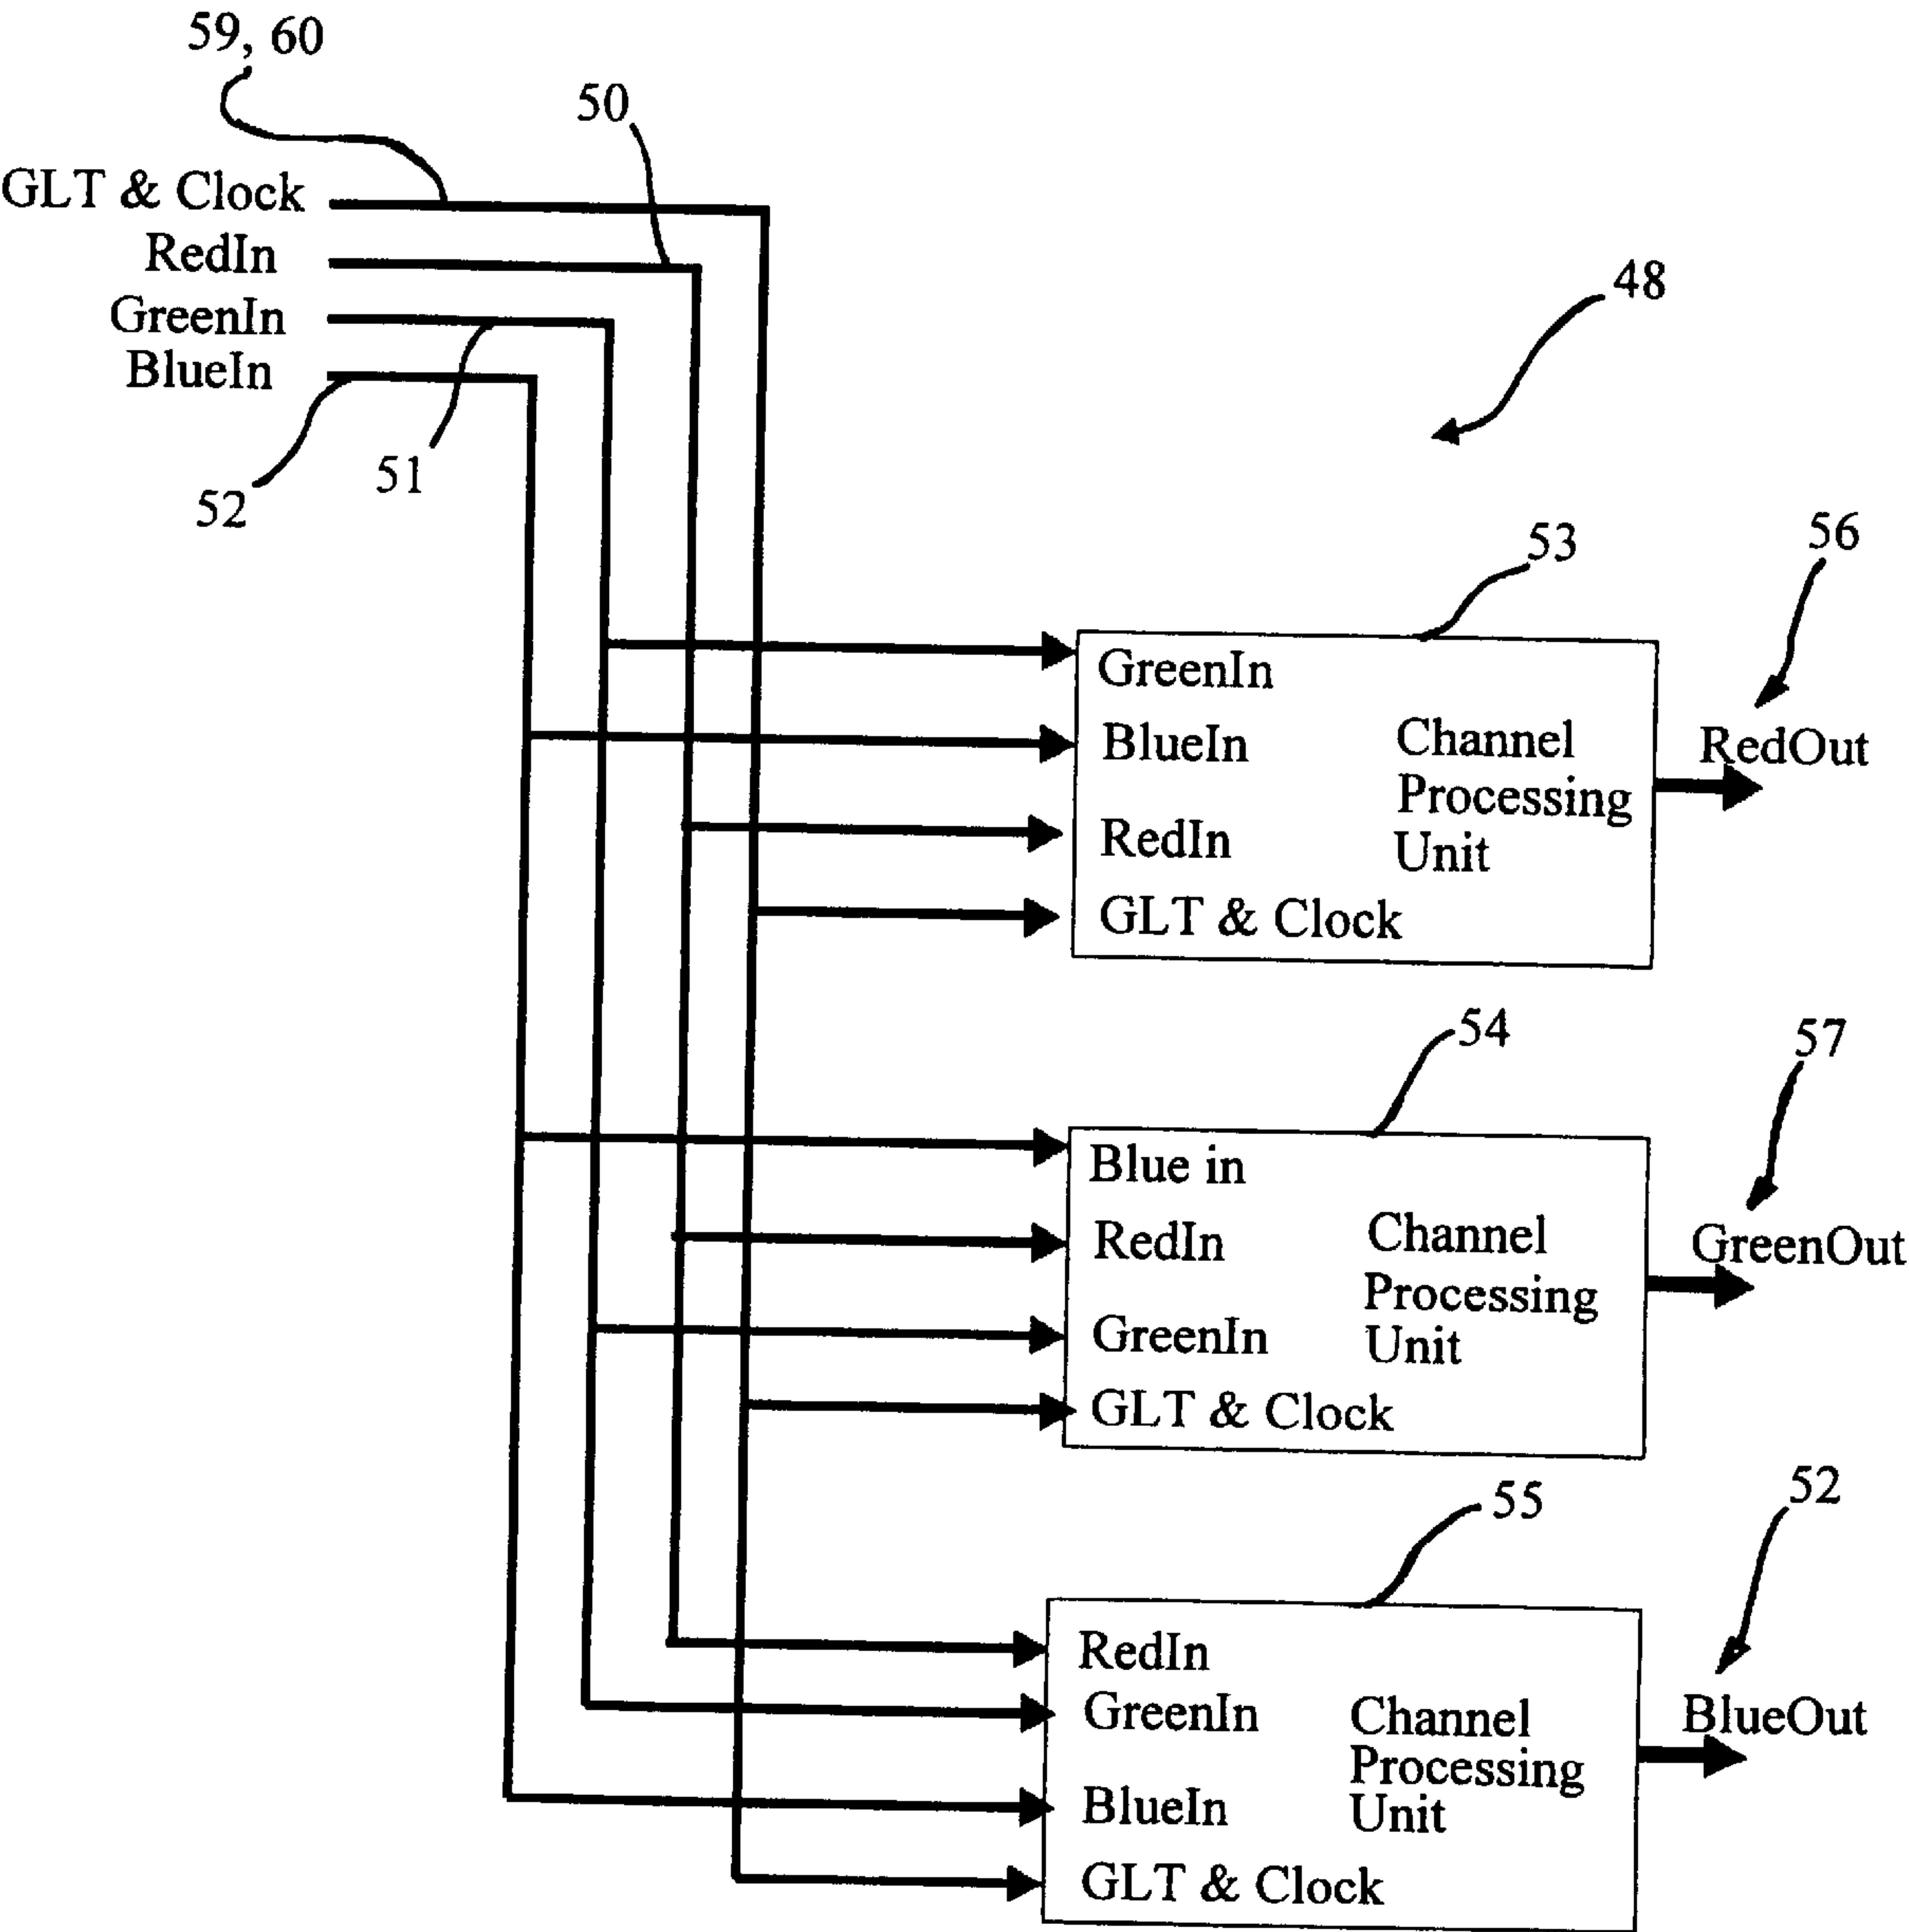 59, 60
50
GLT & Clock
RedIn
GreenIn
BlueIn
48
51
52
53
56
GreenIn
BlueIn
RedIn
GLT & Clock
Channel
Processing
Unit
RedOut
54
57
Blue in
RedIn
GreenIn
GLT & Clock
Channel
Processing
Unit
GreenOut
55
52
RedIn
GreenIn
BlueIn
GLT & Clock
Channel
Processing
Unit
BlueOut